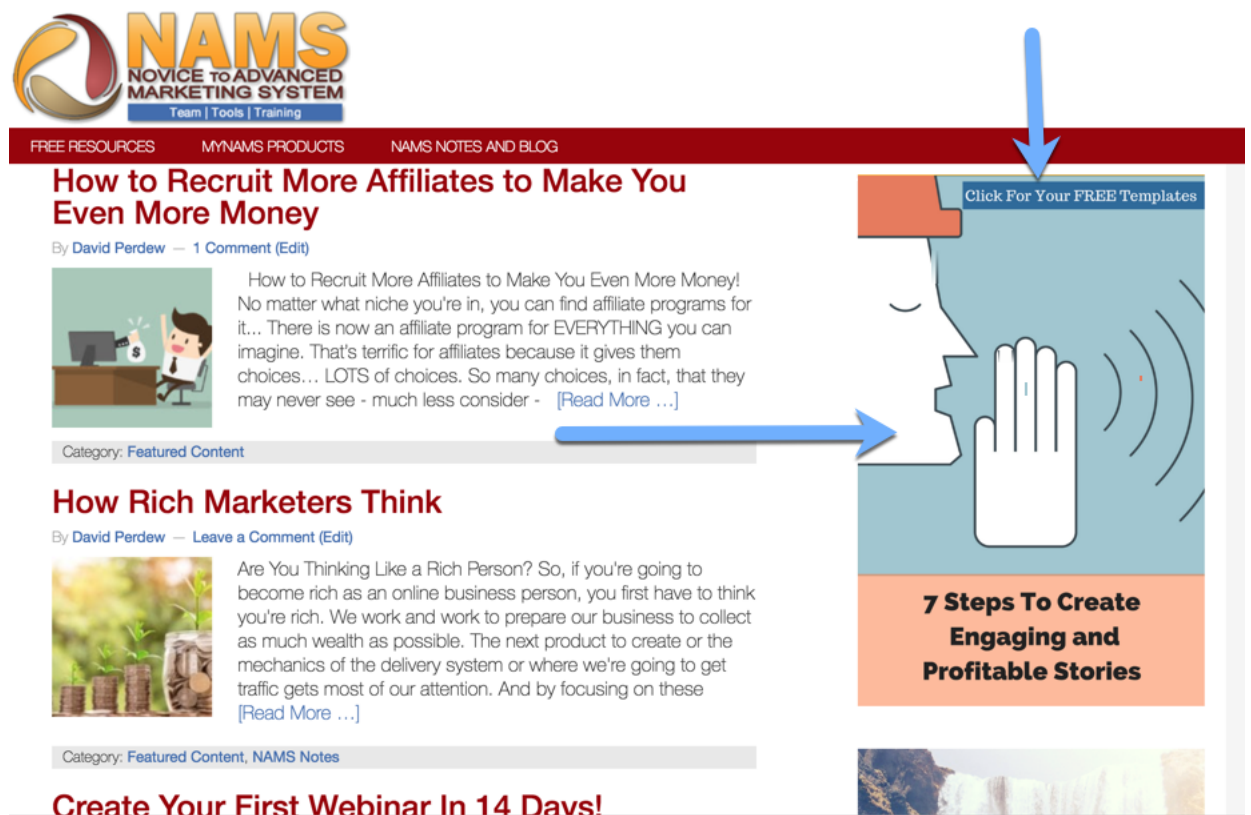 NAMS
NOVICE TO ADVANCED
MARKETING SYSTEM
Team | Tools | Training
FREE RESOURCES MYNAMS PRODUCTS NAMS NOTES AND BLOG
How to Recruit More Affiliates to Make You
Even More Money
By David Perdew — 1 Comment (Edit)
How to Recruit More Affiliates to Make You Even More Money!
No matter what niche you're in, you can find affiliate programs for
it... There is now an affiliate program for EVERYTHING you can
imagine. That's terrific for affiliates because it gives them
choices... LOTS of choices. So many choices, in fact, that they
may never see - much less consider - [Read More ...]
Category: Featured Content
How Rich Marketers Think
By David Perdew — Leave a Comment (Edit)
Are You Thinking Like a Rich Person? So, if you're going to
become rich as an online business person, you first have to think
you're rich. We work and work to prepare our business to collect
as much wealth as possible. The next product to create or the
mechanics of the delivery system or where we're going to get
traffic gets most of our attention. And by focusing on these
[Read More ...]
Category: Featured Content, NAMS Notes
Create Your First Webinar In 14 Days!
Click For Your FREE Templates
$
7 Steps To Create
Engaging and
Profitable Stories